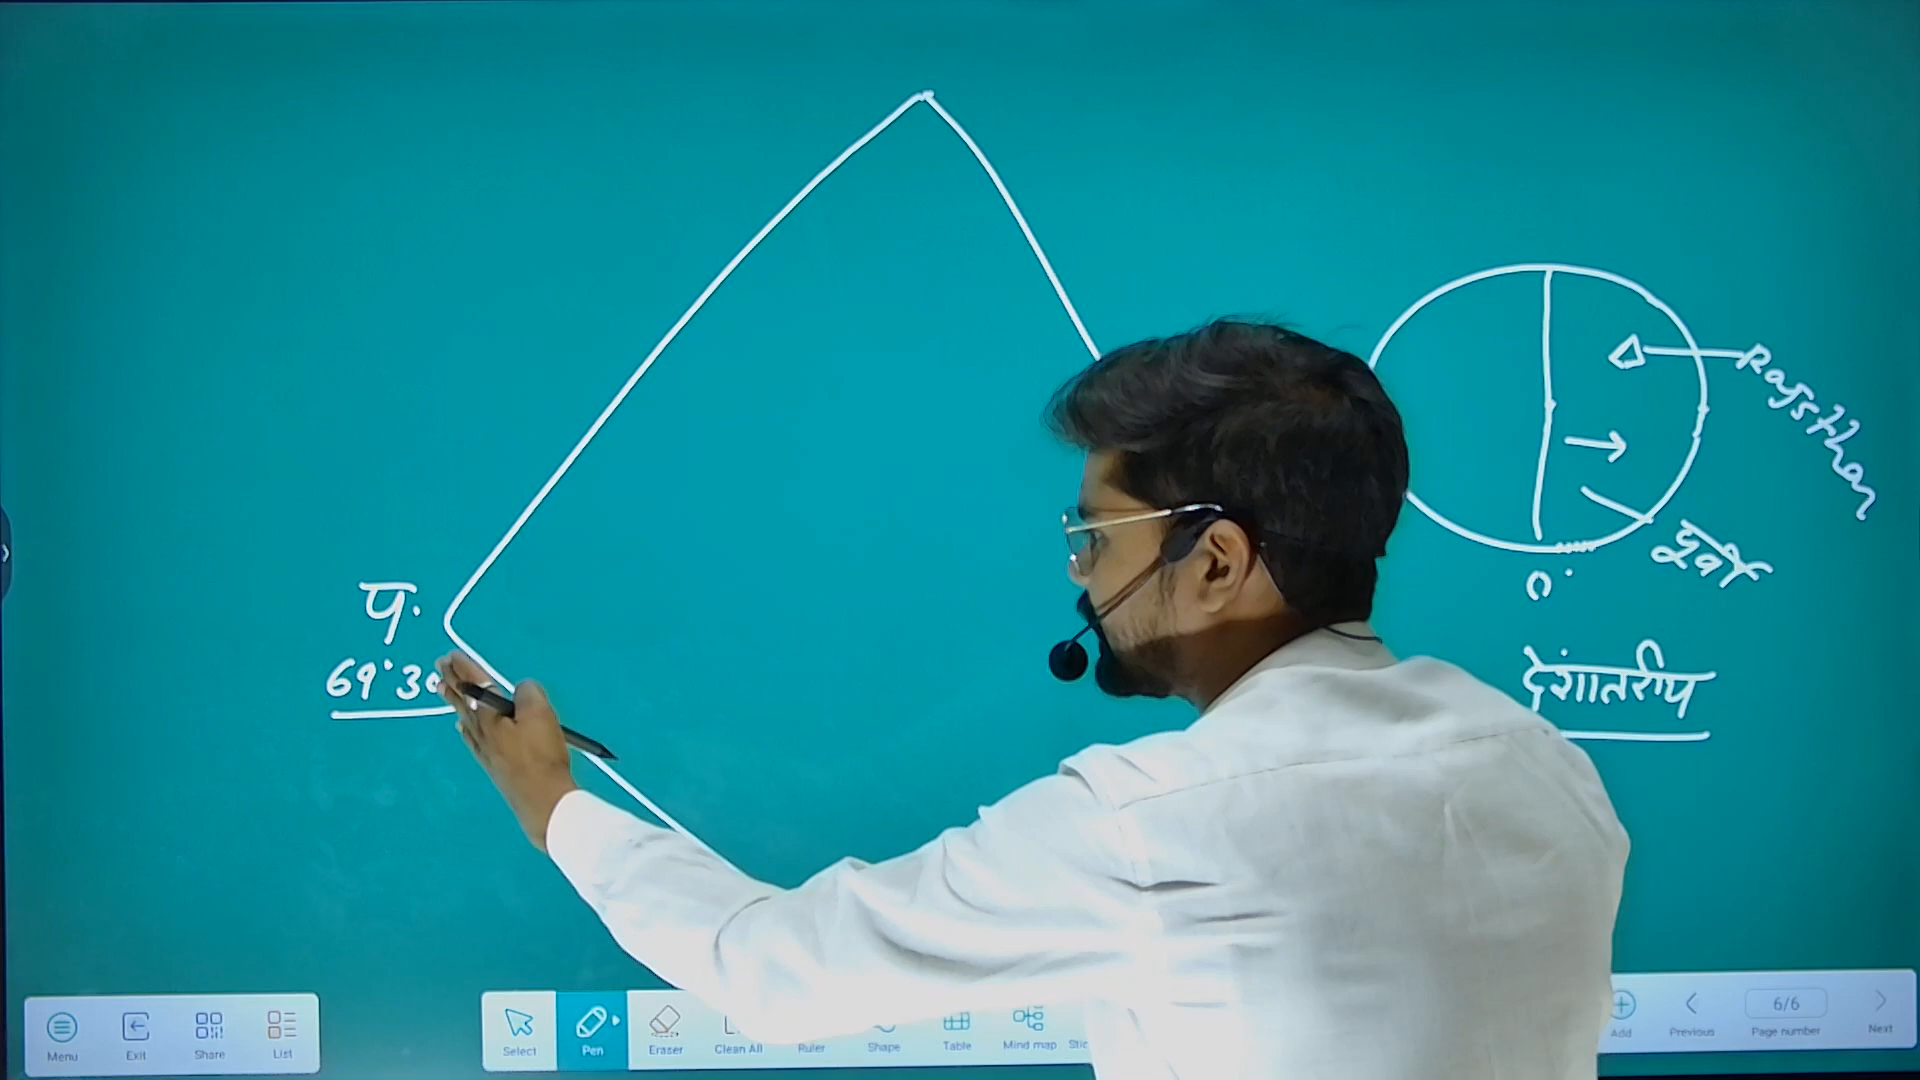 प.
69°30
Rajsthan
पूर्वी
0°
देशांतरीय
Menu
Exit
Share
List
Select
Pen
Eraser
Clean All
Ruler
Shape
Table
Mind map
Add
Previous
6/6
Page number
Next